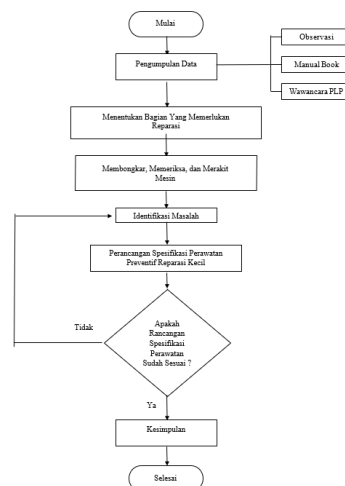 Mulai
Pengumpulan Data
Observasi
Manual Book
Wawancara PLP
Menentukan Bagian Yang Memerlukan
Reparasi
Membongkar, Memeriksa, dan Merakit
Mesin
Identifikasi Masalah
Perancangan Spesifikasi Perawatan
Preventif Reparasi Kecil
Tidak
Apakah
Rancangan
Spesifikasi
Perawatan
Sudah Sesuai ?
Ya
Kesimpulan
Selesai